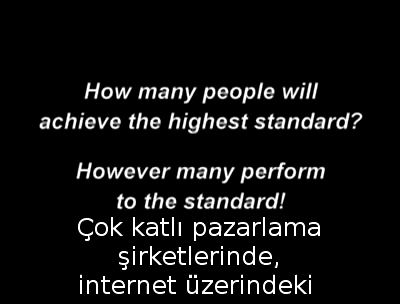 How many people will
achieve the highest standard?
However many perform
to the standard!
Çok katlı pazarlama
şirketlerinde,
internet üzerindeki